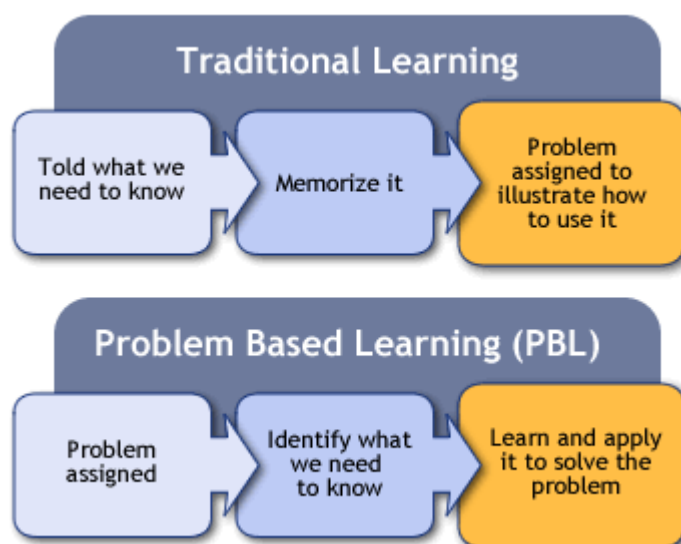 Traditional Learning
Told what we
need to know
Memorize it
Problem
assigned to
illustrate how
to use it
Problem Based Learning (PBL)
Problem
assigned
Identify what
we need
to know
Learn and apply
it to solve the
problem